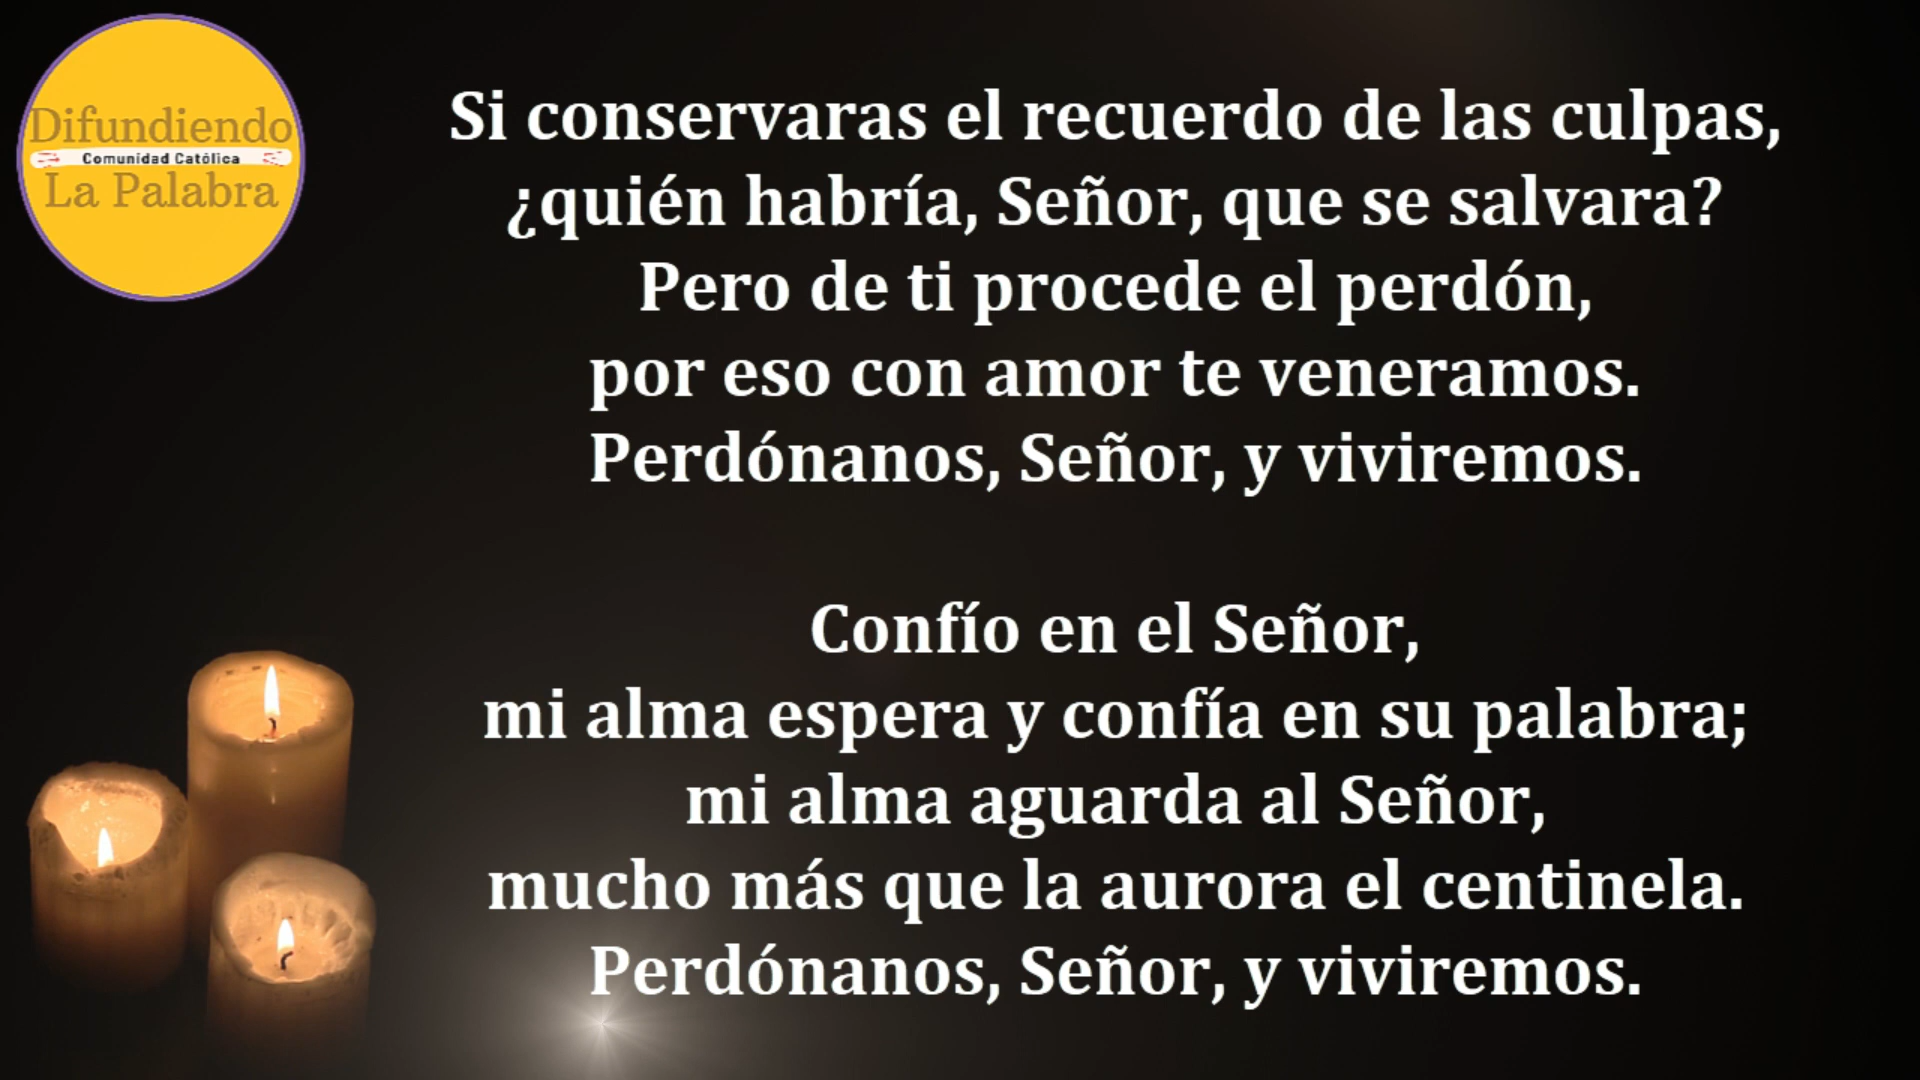 Difundiendo
Comunidad Católica
La Palabra
Si conservaras el recuerdo de las culpas,
¿quién habría, Señor, que se salvara?
Pero de ti procede el perdón,
por eso con amor te veneramos.
Perdónanos, Señor, y viviremos.
Confío en el Señor,
mi alma espera y confía en su palabra;
mi alma aguarda al Señor,
mucho más que la aurora el centinela.
Perdónanos, Señor, y viviremos.